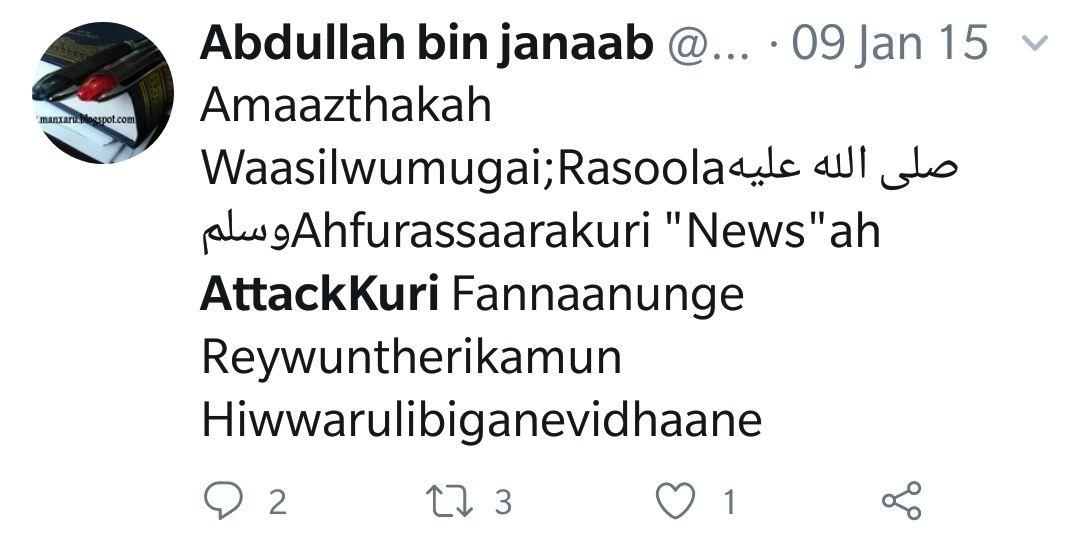 Abdullah bin janaab @... · 09 Jan 15
manxaru.blogspot.com
Amaazthakah
Waasilwumugai;Rasoolaصلى الله عليه
وسلمAhfurassaarakuri "News"ah
AttackKuri Fannaanunge
Reywuntherikamun
Hiwwarulibiganevidhaane
2 3 1